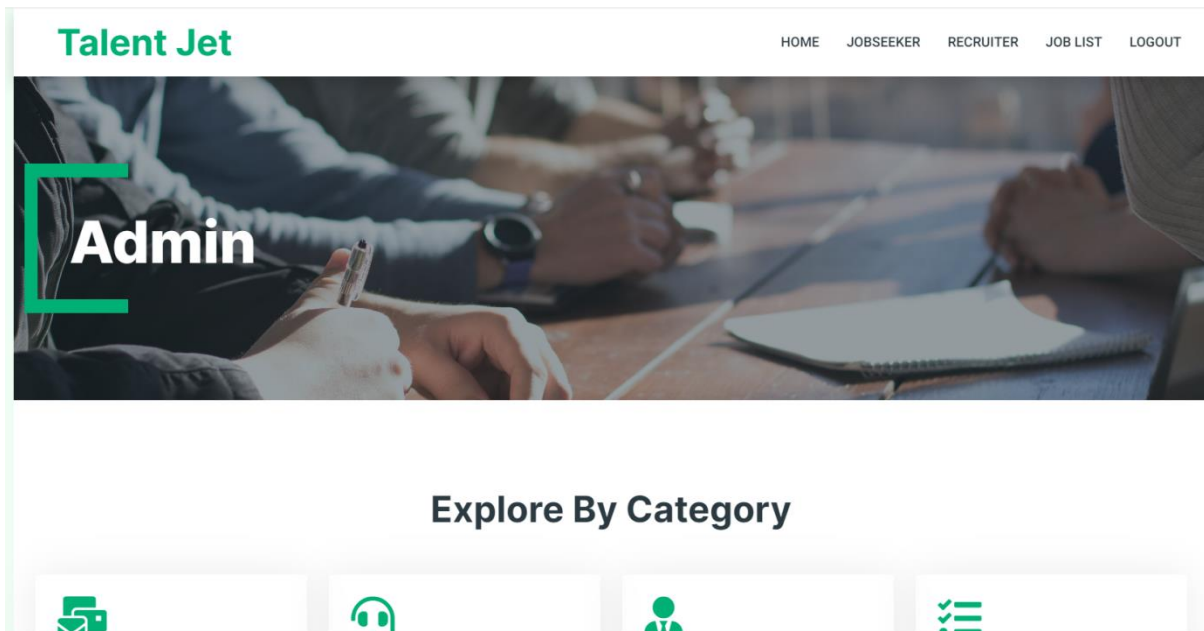 Talent Jet
HOME JOBSEEKER RECRUITER JOB LIST LOGOUT
Admin
Explore By Category